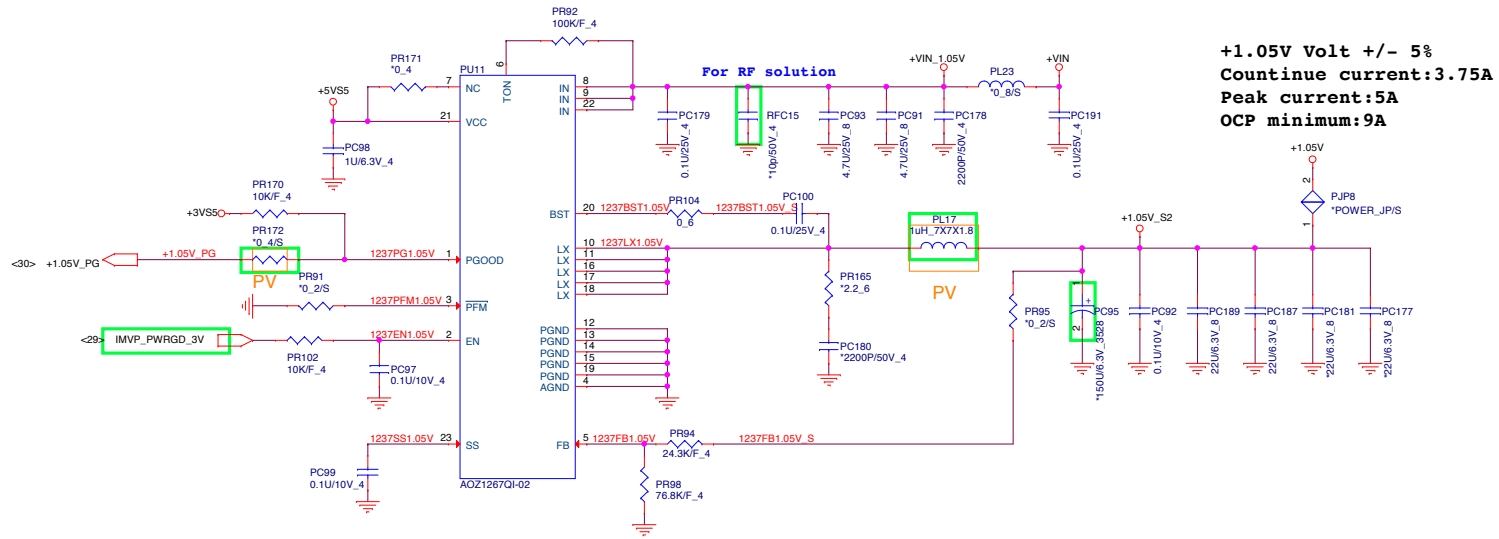 +1.05V Volt +/- 5%
Countinue current:3.75A
Peak current:5A
OCP minimum:9A
PR92
100K/F_4
PR171
*0_4
+5VS5
PC98
1U/6.3V_4
PU11
6
TON
7
NC
21
VCC
IN
8
IN
9
IN
22
For RF solution
PC179
0.1U/25V_4
RFC15
*10p/50V_4
PC93
4.7U/25V_8
PC91
4.7U/25V_8
+VIN_1.05V
PC178
2200P/50V_4
PL23
*0_8/S
+VIN
PC191
0.1U/25V_4
PR170
10K/F_4
+3VS5
PR172
*0_4/S
<30>
+1.05V_PG
+1.05V_PG
PV
1237PG1.05V
1
PGOOD
PR91
*0_2/S
1237PFM1.05V
3
PFM
<29>
IMVP_PWRGD_3V
PR102
10K/F_4
1237EN1.05V
2
EN
PC97
0.1U/10V_4
1237SS1.05V
23
SS
PC99
0.1U/10V_4
AOZ1267QI-02
BST
20
1237BST1.05V
PR104
0_6
1237BST1.05V_S
PC100
0.1U/25V_4
LX
10
1237LX1.05V
LX
11
LX
16
LX
17
LX
18
PGND
12
PGND
13
PGND
14
PGND
15
PGND
19
AGND
4
PR165
*2.2_6
PC180
*2200P/50V_4
PL17
1uH_7X7X1.8
PV
FB
5
1237FB1.05V
PR94
24.3K/F_4
1237FB1.05V_S
PR98
76.8K/F_4
PR95
*0_2/S
1
+
2
PC95
*150U/6.3V_3528
+1.05V_S2
PC92
0.1U/10V_4
PC189
22U/6.3V_8
PC187
22U/6.3V_8
PC181
*22U/6.3V_8
PC177
*22U/6.3V_8
+1.05V
2
PJP8
*POWER_JP/S
1